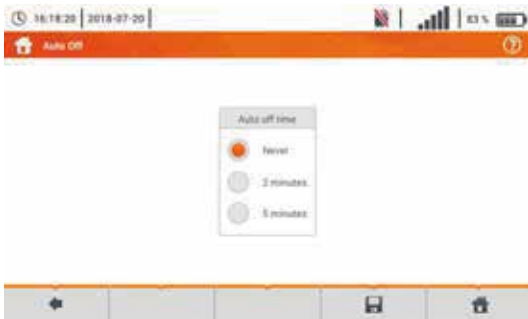 16:18:20 2018-07-20 83 %
Auto Off
Auto off time
Never
2 minutes
5 minutes